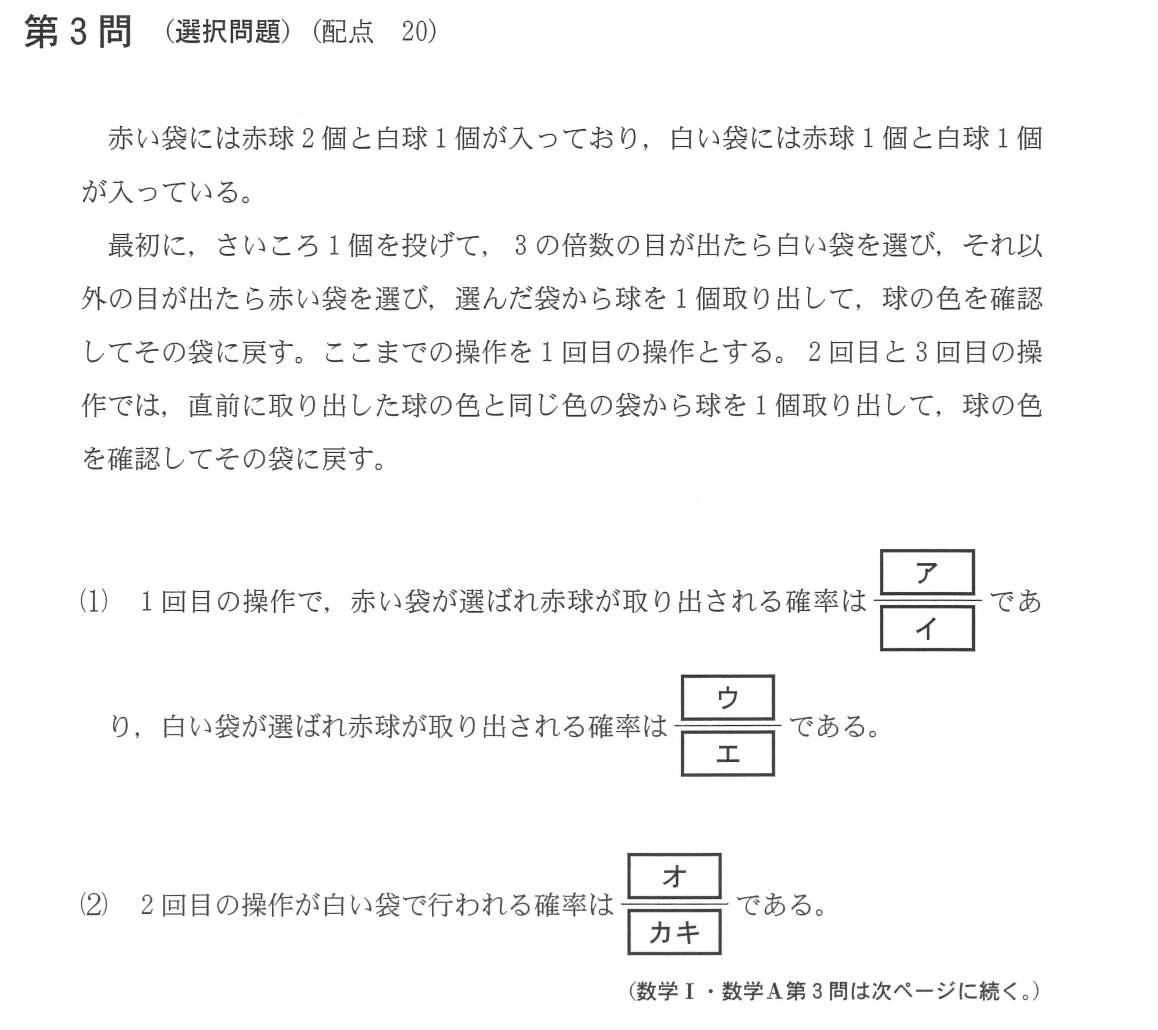 第3問 (選択問題) (配点 20)
赤い袋には赤球2個と白球1個が入っており,白い袋には赤球1個と白球1個
が入っている。
最初に,さいころ1個を投げて,3の倍数の目が出たら白い袋を選び,それ以
外の目が出たら赤い袋を選び,選んだ袋から球を1個取り出して,球の色を確認
してその袋に戻す。ここまでの操作を1回目の操作とする。2回目と3回目の操
作では,直前に取り出した球の色と同じ色の袋から球を1個取り出して,球の色
を確認してその袋に戻す。
(1) 1回目の操作で,赤い袋が選ばれ赤球が取り出される確率は ア/イ であ
り,白い袋が選ばれ赤球が取り出される確率は ウ/エ である。
(2) 2回目の操作が白い袋で行われる確率は オ/カキ である。
(数学Ⅰ・数学A第3問は次ページに続く。)